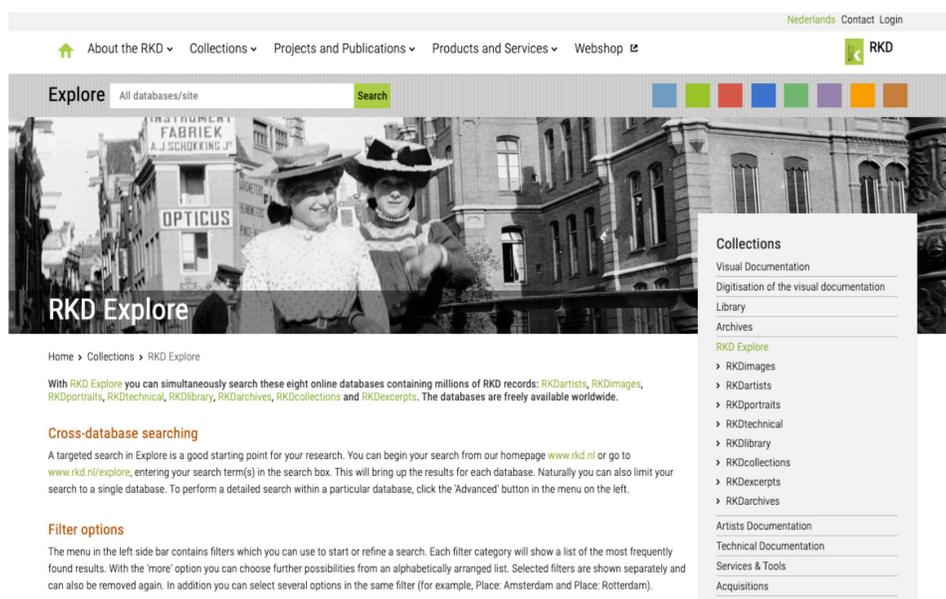 Nederlands Contact Login
About the RKD Collections Projects and Publications Products and Services Webshop RKD
Explore All databases/site Search
INSTRUMENT
FABRIEK
A.J. SCHOKKING Jr
OPTICUS
RKD Explore
Home › Collections › RKD Explore
With RKD Explore you can simultaneously search these eight online databases containing millions of RKD records: RKDartists, RKDimages,
RKDportraits, RKDtechnical, RKDlibrary, RKDarchives, RKDcollections and RKDexcerpts. The databases are freely available worldwide.
Cross-database searching
A targeted search in Explore is a good starting point for your research. You can begin your search from our homepage www.rkd.nl or go to
www.rkd.nl/explore, entering your search term(s) in the search box. This will bring up the results for each database. Naturally you can also limit your
search to a single database. To perform a detailed search within a particular database, click the 'Advanced' button in the menu on the left.
Filter options
The menu in the left side bar contains filters which you can use to start or refine a search. Each filter category will show a list of the most frequently
found results. With the 'more' option you can choose further possibilities from an alphabetically arranged list. Selected filters are shown separately and
can also be removed again. In addition you can select several options in the same filter (for example, Place: Amsterdam and Place: Rotterdam).
Collections
Visual Documentation
Digitisation of the visual documentation
Library
Archives
RKD Explore
› RKDimages
› RKDartists
› RKDportraits
› RKDtechnical
› RKDlibrary
› RKDcollections
› RKDexcerpts
› RKDarchives
Artists Documentation
Technical Documentation
Services & Tools
Acquisitions